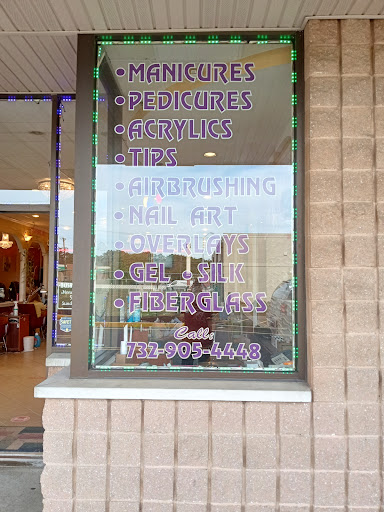 • MANICURES
• PEDICURES
• ACRYLICS
• TIPS
• AIRBRUSHING
• NAIL ART
• OVERLAYS
• GEL • SILK
• FIBERGLASS
Call:
732-905-4448